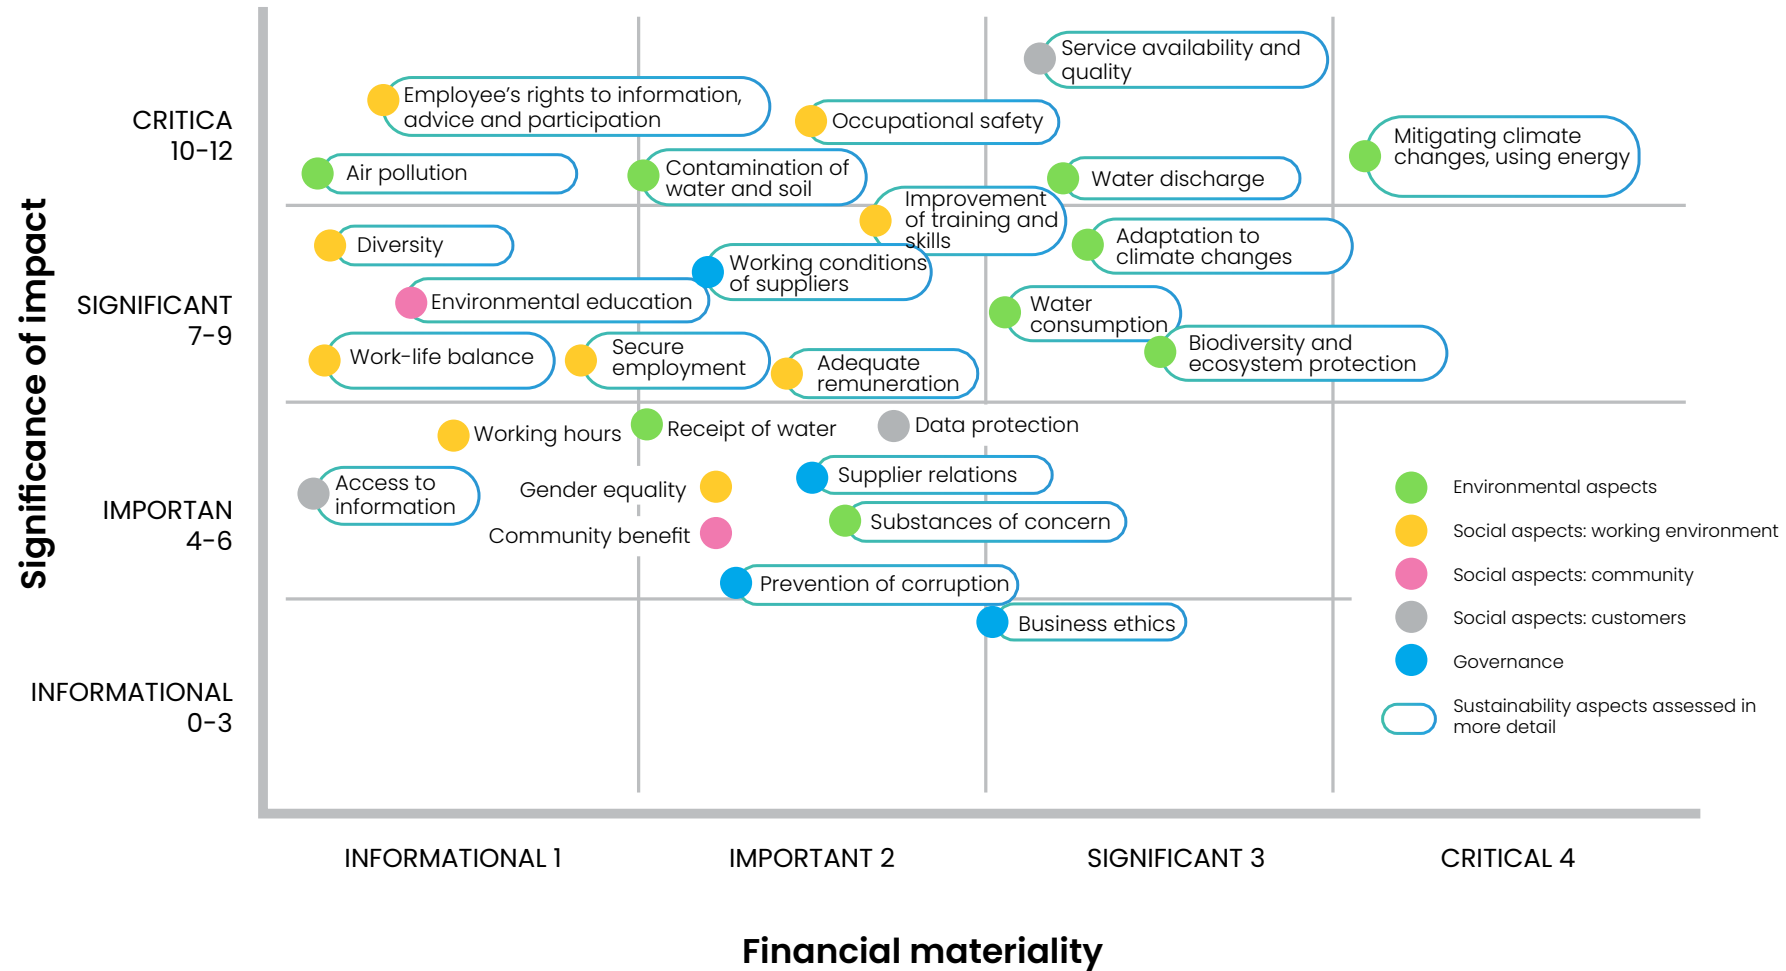 Significance of impact
CRITICA
10-12
SIGNIFICANT
7-9
IMPORTAN
4-6
INFORMATIONAL
0-3
Service availability and
quality
Employee's rights to information,
advice and participation
Occupational safety
Mitigating climate
changes, using energy
Air pollution
Contamination of
water and soil
Water discharge
Improvement
of training and
skills
Diversity
Adaptation to
climate changes
Working conditions
of suppliers
Environmental education
Water
consumption
Work-life balance
Secure
employment
Adequate
remuneration
Biodiversity and
ecosystem protection
Working hours
Receipt of water
Data protection
Access to
information
Gender equality
Supplier relations
Community benefit
Substances of concern
Prevention of corruption
Business ethics
Environmental aspects
Social aspects: working environment
Social aspects: community
Social aspects: customers
Governance
Sustainability aspects assessed in
more detail
INFORMATIONAL 1
IMPORTANT 2
SIGNIFICANT 3
CRITICAL 4
Financial materiality